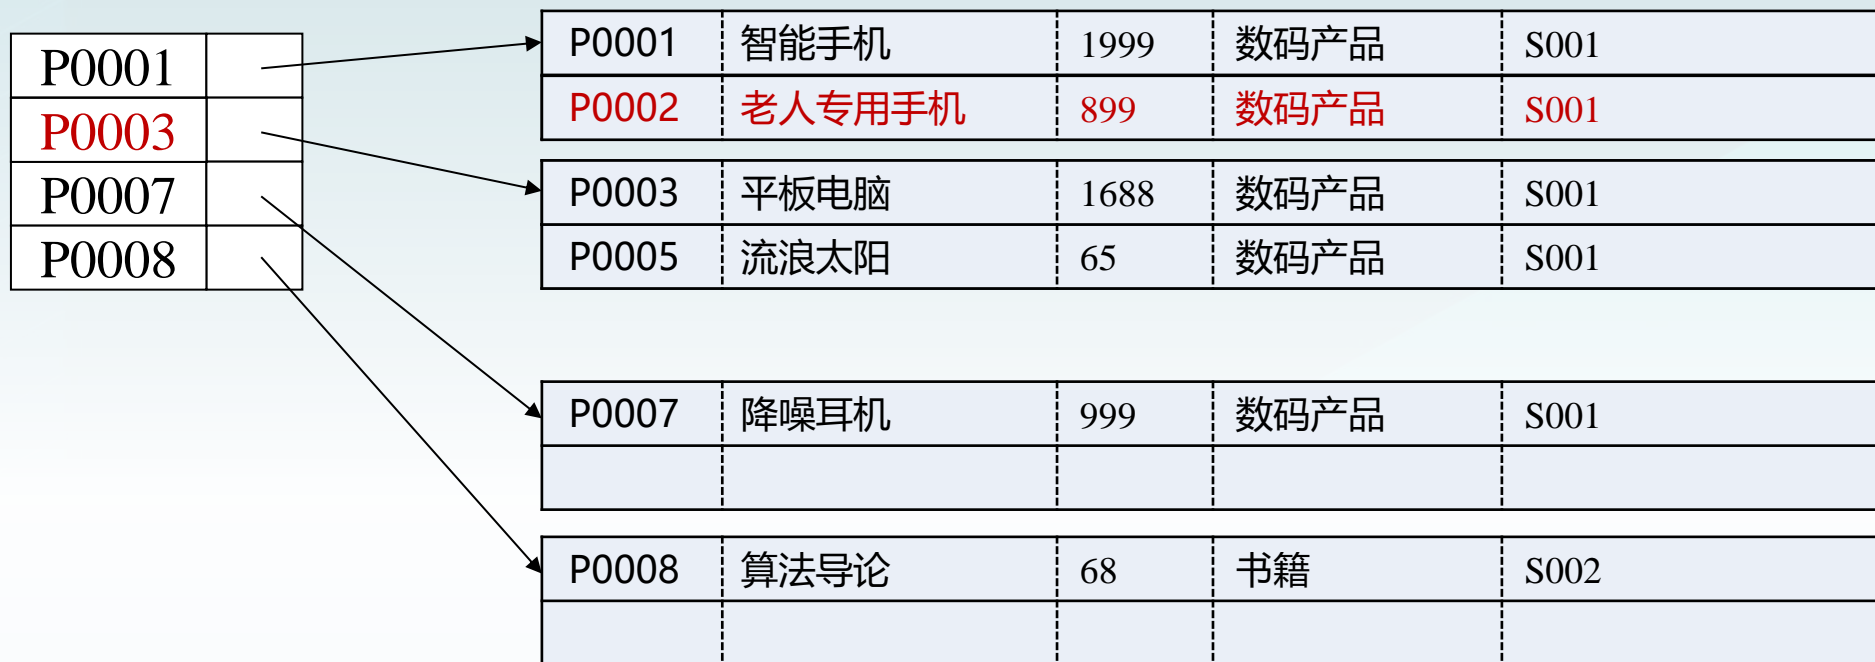 P0001
P0003
P0007
P0008
P0001 智能手机 1999 数码产品 S001
P0002 老人专用手机 899 数码产品 S001
P0003 平板电脑 1688 数码产品 S001
P0005 流浪太阳 65 数码产品 S001
P0007 降噪耳机 999 数码产品 S001
P0008 算法导论 68 书籍 S002